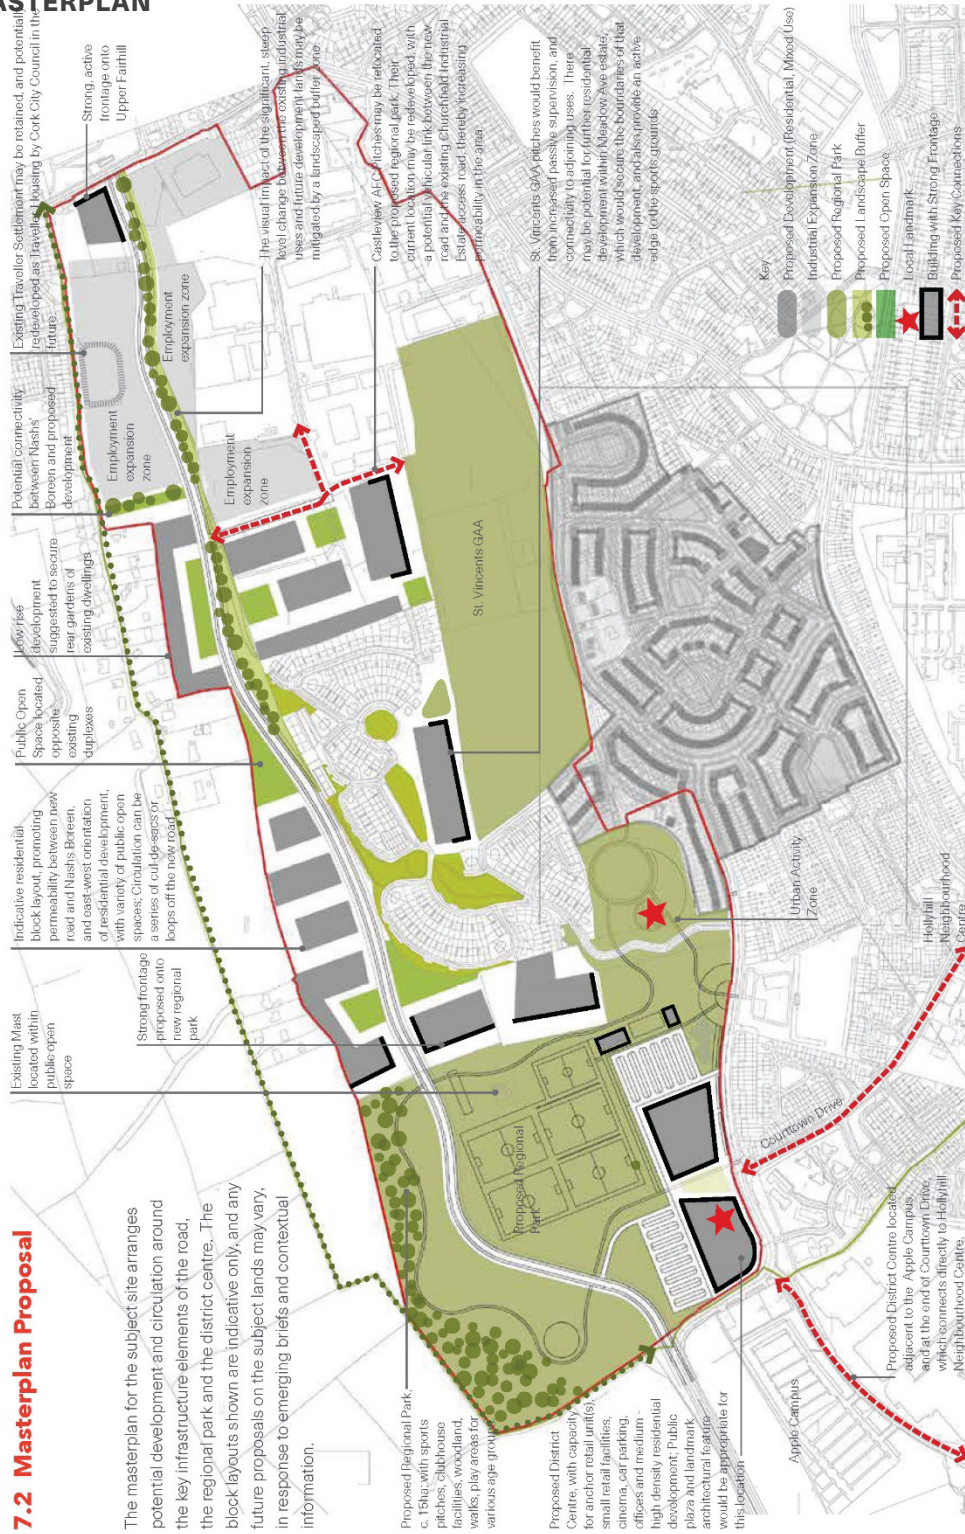 ASTERPLAN
7.2 Masterplan Proposal
The masterplan for the subject site arranges
potential development and circulation around
the key infrastructure elements of the road,
the regional park and the district centre. The
block layouts shown are indicative only, and any
future proposals on the subject lands may vary,
in response to emerging briefs and contextual
information.
Existing Mast
located within
public open
space
Strong frontage
proposed onto
new regional
park
Indicative residential
block layout, promoting
permeability between new
road and Nashs Boreen,
and east-west orientation
of residential development,
with variety of public open
spaces; Circulation can be
a series of cul-de-sacs or
loops off the new road
Public Open
Space located
opposite
existing
duplexes
Low rise
development
suggested to secure
rear gardens of
existing dwellings
Potential connectivity
between Nashs'
Boreen and proposed
development
Existing Traveller Settlement may be retained, and potentially
redeveloped as Traveller Housing by Cork City Council in the
future.
Strong, active
frontage onto
Upper Fairhill
Employment
expansion
zone
Employment
expansion zone
Employment
expansion
zone
The visual impact of the significant, steep
level change between the existing industrial
uses and future development lands may be
mitigated by a landscaped buffer zone.
Castleview AFC Pitches may be relocated
to the proposed regional park. Their
current location may be redeveloped, with
a potential vehicular link between the new
road and the existing Churchfield Industrial
Estate access road, thereby increasing
permeability in the area.
St. Vincents GAA pitches would benefit
from increased passive supervision, and
connectivity to adjoining uses. There
may be potential for further residential
development within Meadow Ave estate,
which would secure the boundaries of that
development, and also provide an active
edge to the sports grounds
St. Vincents GAA
Proposed Regional
Park
Proposed Regional Park,
c. 15ha; with sports
pitches, clubhouse
facilities, woodland,
walks, play areas for
various age groups
Proposed District
Centre, with capacity
for anchor retail unit(s),
small retail facilities,
cinema, car parking,
offices and medium -
high density residential
development; Public
plaza and landmark
architectural feature
would be appropriate for
this location
Apple Campus
Proposed District Centre located
adjacent to the Apple Campus,
and at the end of Courttown Drive,
which connects directly to Hollyhill
Neighbourhood Centre.
Courttown Drive
Urban Activity
Zone
Hollyhill
Neighbourhood
Centre
Key
Proposed Development (Residential, Mixed Use)
Industrial Expansion Zone
Proposed Regional Park
Proposed Landscape Buffer
Proposed Open Space
Local Landmark
Building with Strong Frontage
Proposed Key Connections